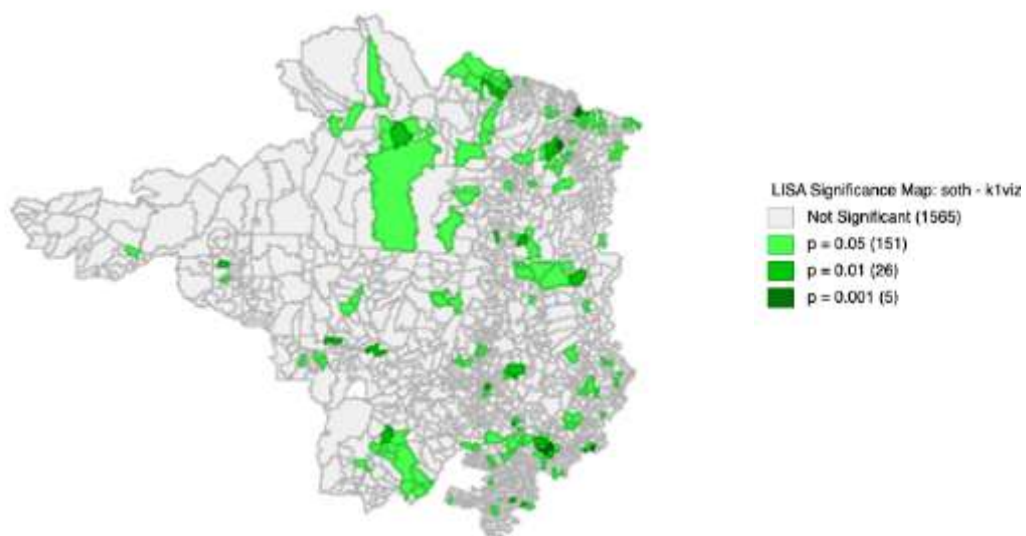 LISA Significance Map: soth - k1viz
Not Significant (1565)
p = 0.05 (151)
p = 0.01 (26)
p = 0.001 (5)